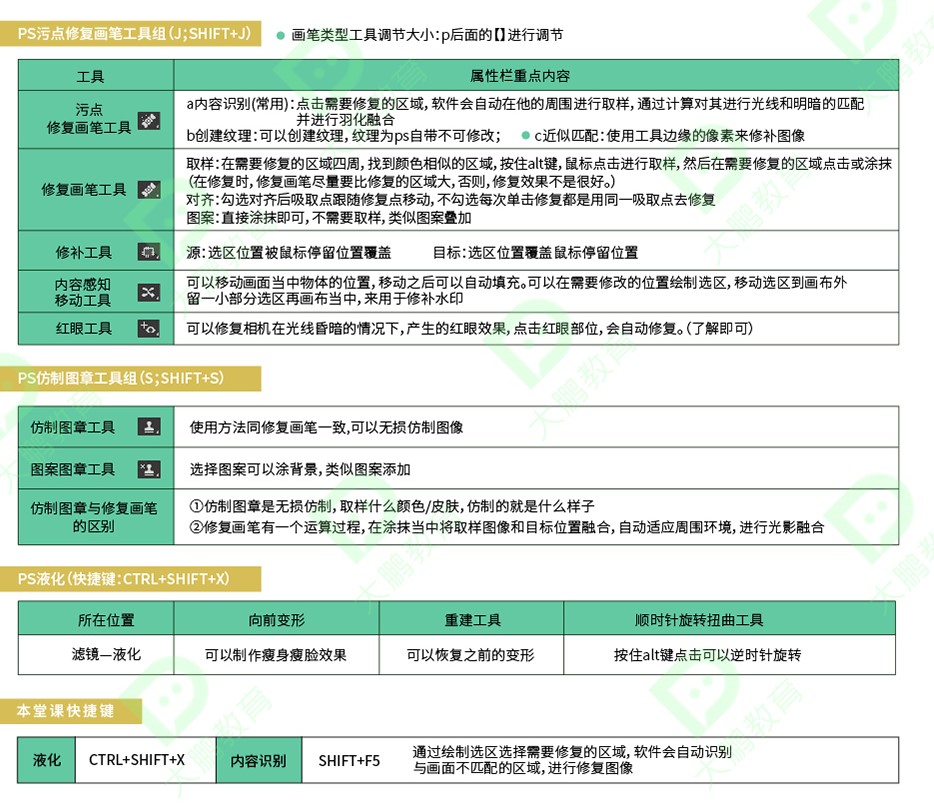 PS污点修复画笔工具组(J;SHIFT+J)
● 画笔类型工具调节大小:p后面的【】进行调节
工具
属性栏重点内容
污点
修复画笔工具
a内容识别(常用):点击需要修复的区域,软件会自动在他的周围进行取样,通过计算对其进行光线和明暗的匹配
并进行羽化融合
b创建纹理:可以创建纹理,纹理为ps自带不可修改; ● c近似匹配:使用工具边缘的像素来修补图像
修复画笔工具
取样:在需要修复的区域四周,找到颜色相似的区域,按住alt键,鼠标点击进行取样,然后在需要修复的区域点击或涂抹
(在修复时,修复画笔尽量要比修复的区域大,否则,修复效果不是很好。)
对齐:勾选对齐后吸取点跟随修复点移动,不勾选每次单击修复都是用同一吸取点去修复
图案:直接涂抹即可,不需要取样,类似图案叠加
修补工具
源:选区位置被鼠标停留位置覆盖 目标:选区位置覆盖鼠标停留位置
内容感知
移动工具
可以移动画面当中物体的位置,移动之后可以自动填充。可以在需要修改的位置绘制选区,移动选区到画布外
留一小部分选区再画布当中,来用于修补水印
红眼工具
可以修复相机在光线昏暗的情况下,产生的红眼效果,点击红眼部位,会自动修复。(了解即可)
PS仿制图章工具组(S;SHIFT+S)
仿制图章工具
使用方法同修复画笔一致,可以无损仿制图像
图案图章工具
选择图案可以涂背景,类似图案添加
仿制图章与修复画笔
的区别
①仿制图章是无损仿制,取样什么颜色/皮肤,仿制的就是什么样子
②修复画笔有一个运算过程,在涂抹当中将取样图像和目标位置融合,自动适应周围环境,进行光影融合
PS液化(快捷键:CTRL+SHIFT+X)
所在位置
向前变形
重建工具
顺时针旋转扭曲工具
滤镜—液化
可以制作瘦身瘦脸效果
可以恢复之前的变形
按住alt键点击可以逆时针旋转
本堂课快捷键
液化
CTRL+SHIFT+X
内容识别
SHIFT+F5
通过绘制选区选择需要修复的区域,软件会自动识别
与画面不匹配的区域,进行修复图像
大鹏教育
大鹏教育
大鹏教育
大鹏教育
大鹏教育
大鹏教育
大鹏教育